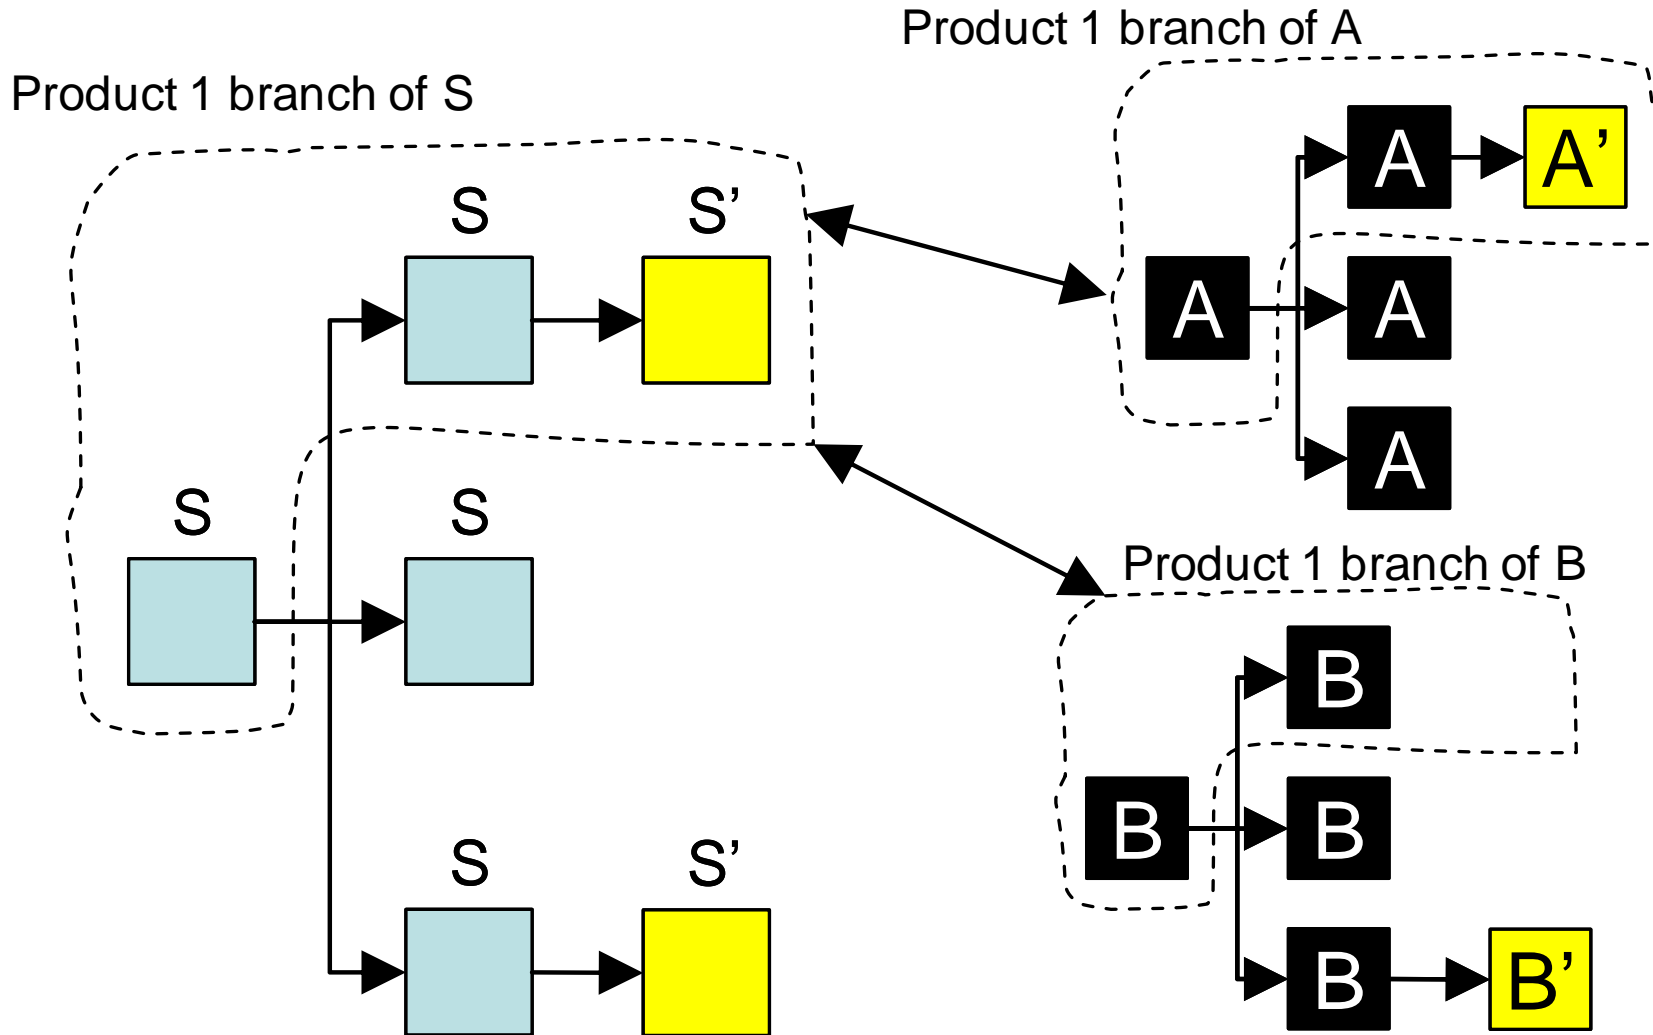 Product 1 branch of A
Product 1 branch of S
A A'
S S'
A A
A
S S
Product 1 branch of B
B
B B
S S'
B B'